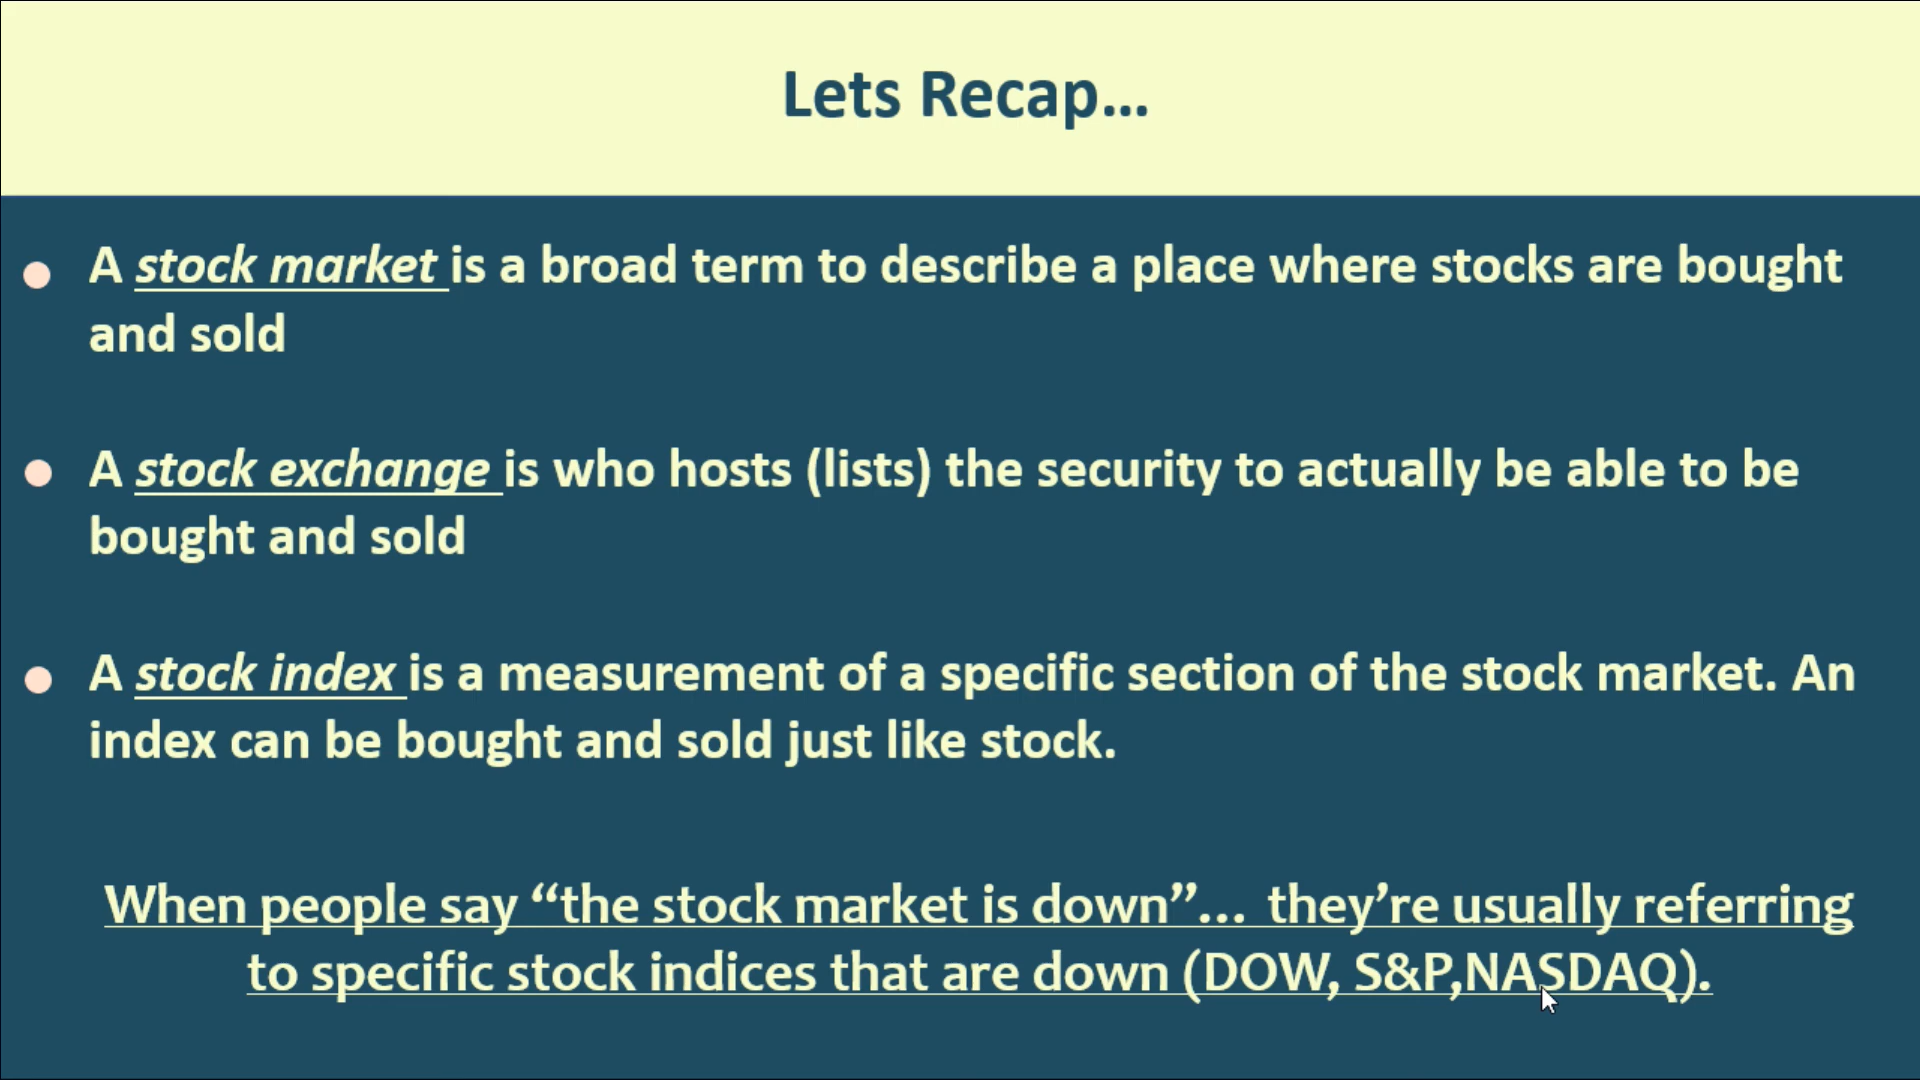 Lets Recap...
A stock market is a broad term to describe a place where stocks are bought
and sold
A stock exchange is who hosts (lists) the security to actually be able to be
bought and sold
A stock index is a measurement of a specific section of the stock market. An
index can be bought and sold just like stock.
When people say “the stock market is down”... they’re usually referring
to specific stock indices that are down (DOW, S&P,NASDAQ).